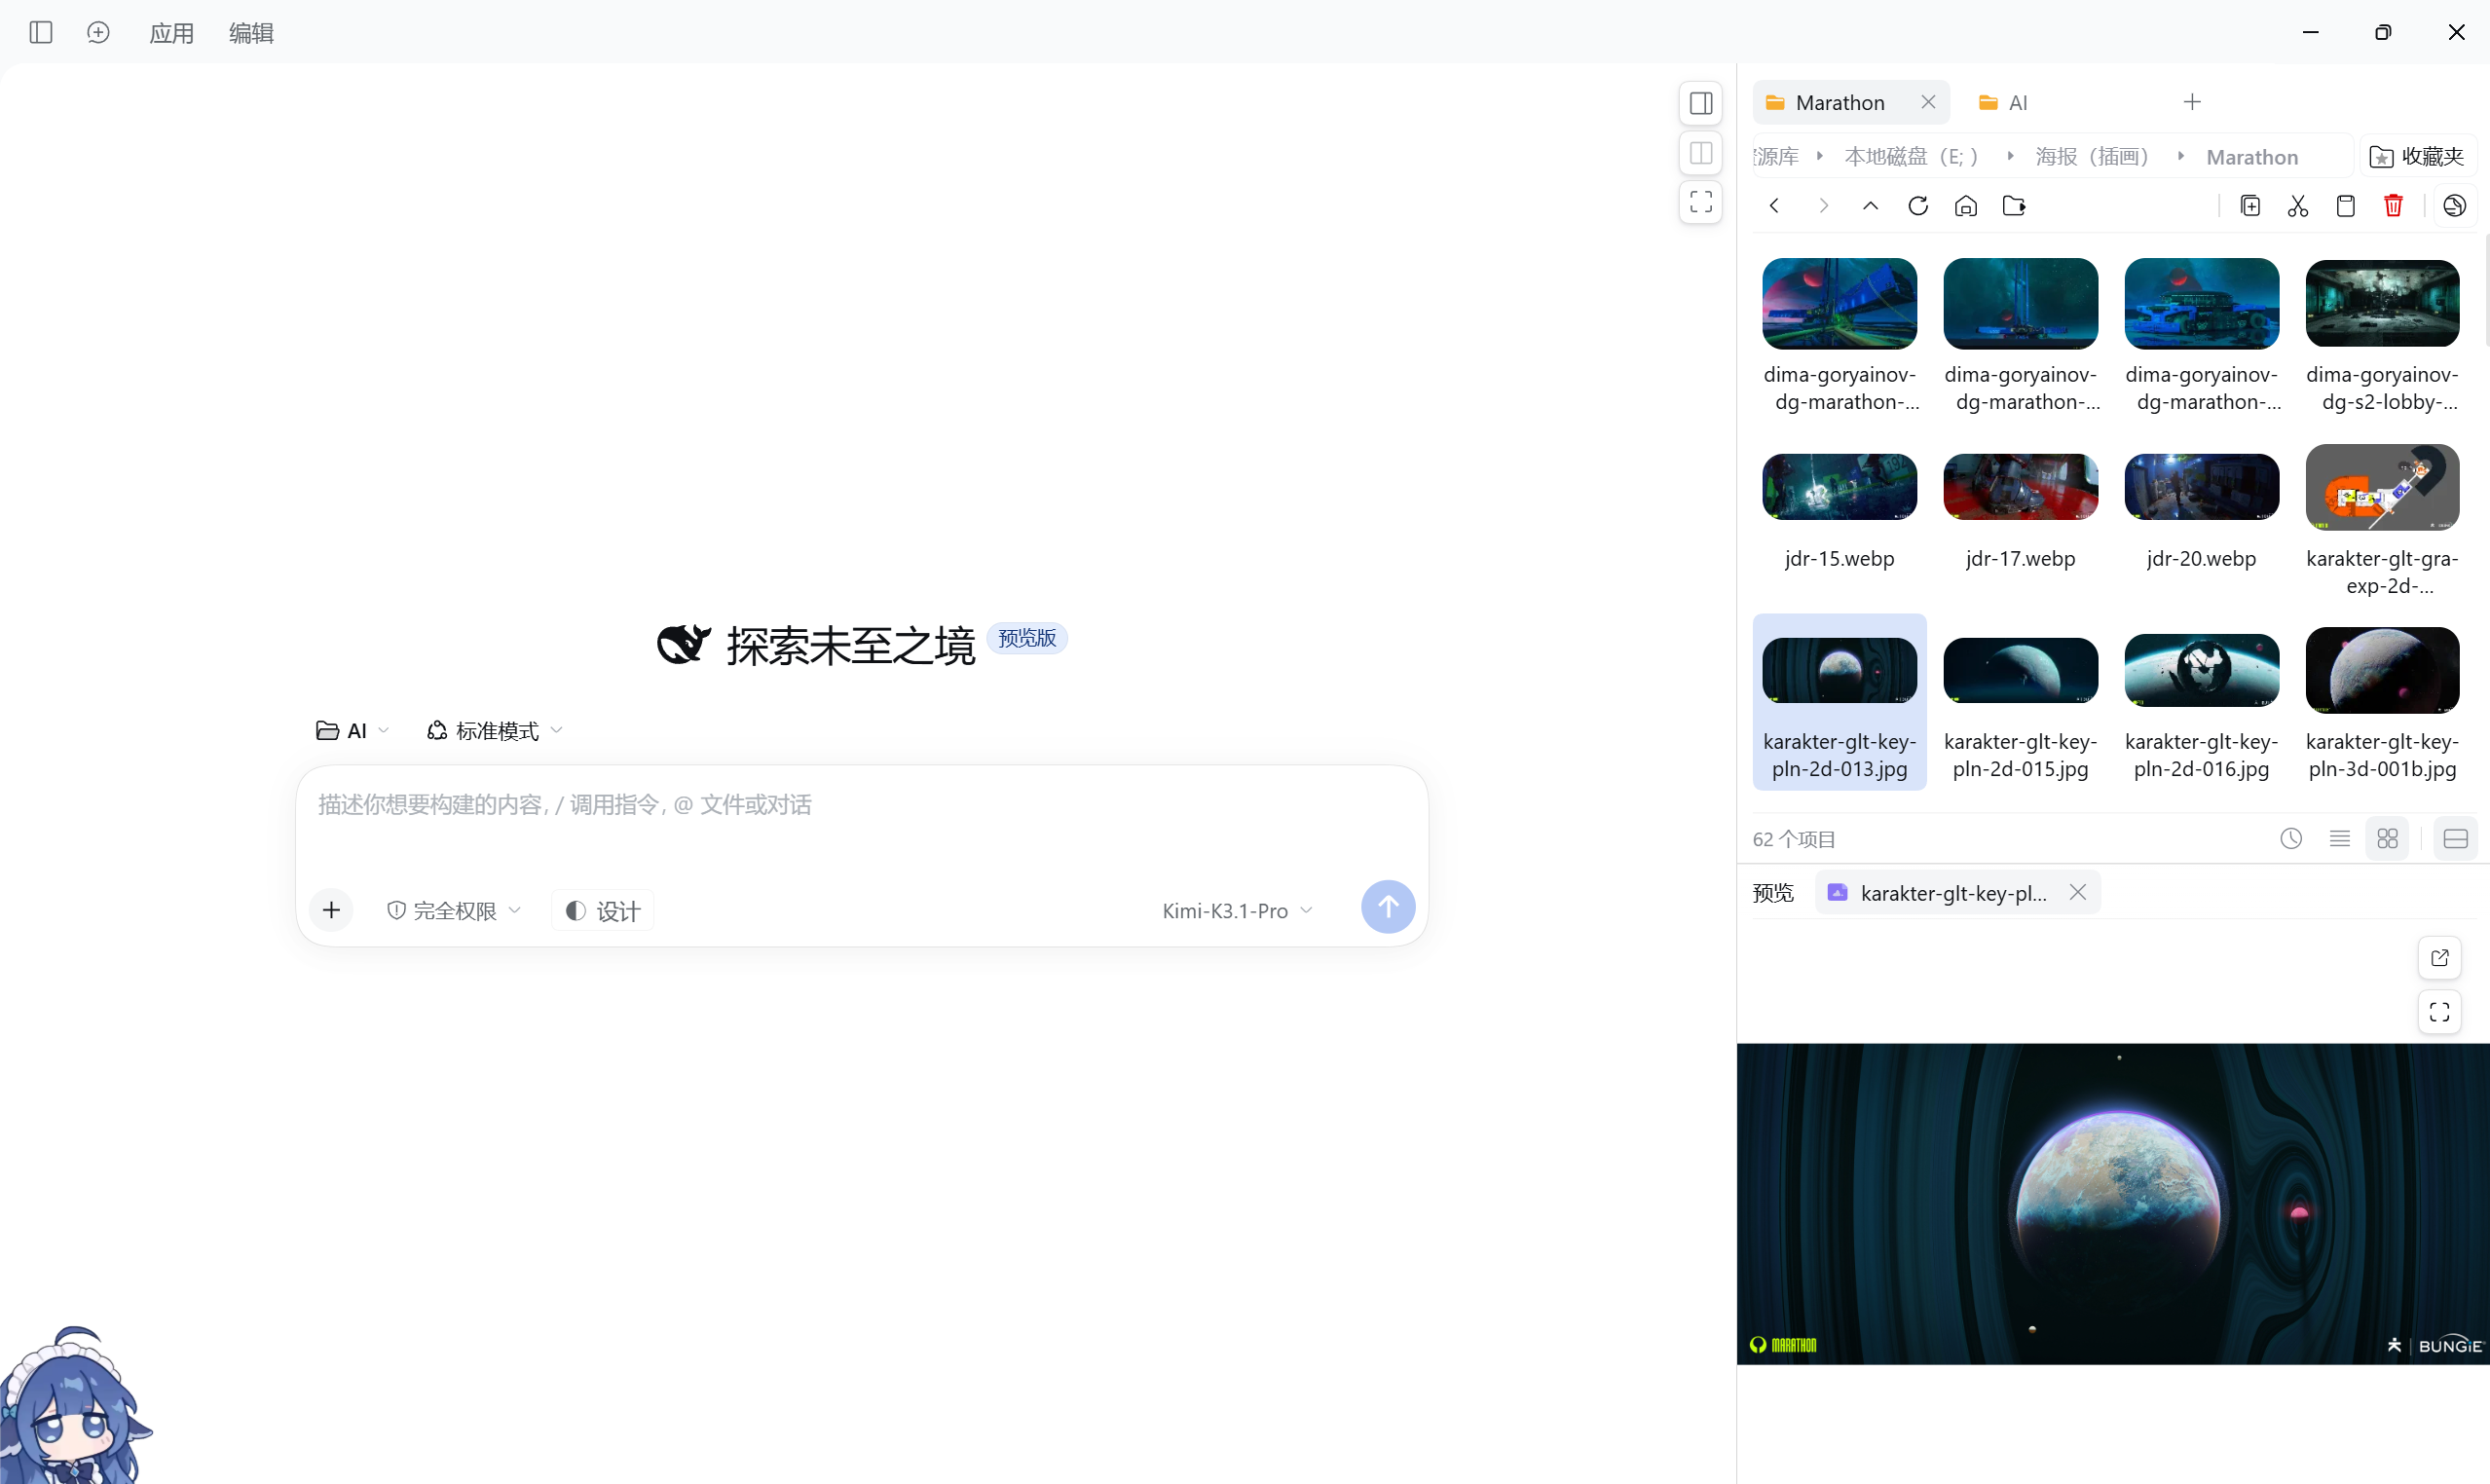 应用 编辑
Marathon AI
资源库 本地磁盘（E; ） 海报（插画） Marathon 收藏夹
dima-goryainov-dg-marathon-...
dima-goryainov-dg-marathon-...
dima-goryainov-dg-marathon-...
dima-goryainov-dg-s2-lobby-...
jdr-15.webp
jdr-17.webp
jdr-20.webp
karakter-glt-gra-exp-2d-...
karakter-glt-key-pln-2d-013.jpg
karakter-glt-key-pln-2d-015.jpg
karakter-glt-key-pln-2d-016.jpg
karakter-glt-key-pln-3d-001b.jpg
62 个项目
预览 karakter-glt-key-pl...
MARATHON
BUNGiE
探索未至之境 预览版
AI 标准模式
描述你想要构建的内容, / 调用指令, @ 文件或对话
完全权限 设计 Kimi-K3.1-Pro